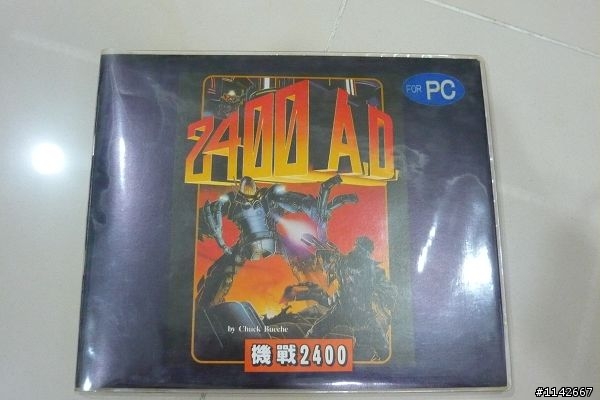 FOR PC
2400 A.D.
by Chuck Bueche
機戰2400
#1142667